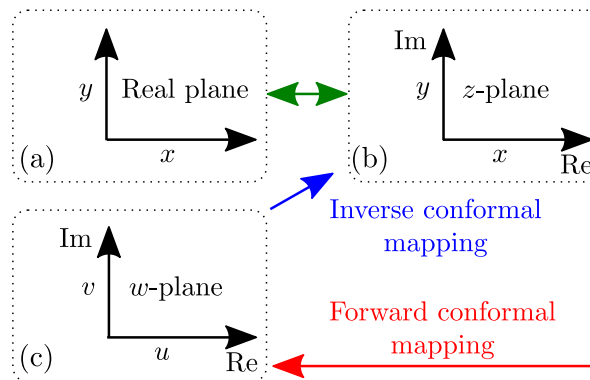 y
Real plane
x
(a)
Im
y
z-plane
x
(b)
Re
Inverse conformal
mapping
Im
v
w-plane
u
Re
(c)
Forward conformal
mapping